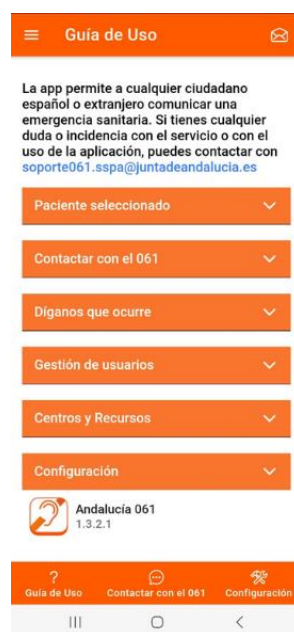 Guía de Uso
La app permite a cualquier ciudadano
español o extranjero comunicar una
emergencia sanitaria. Si tienes cualquier
duda o incidencia con el servicio o con el
uso de la aplicación, puedes contactar con
soporte061.sspa@juntadeandalucia.es
Paciente seleccionado
Contactar con el 061
Díganos que ocurre
Gestión de usuarios
Centros y Recursos
Configuración
Andalucía 061
1.3.2.1
?
Guía de Uso Contactar con el 061 Configuración